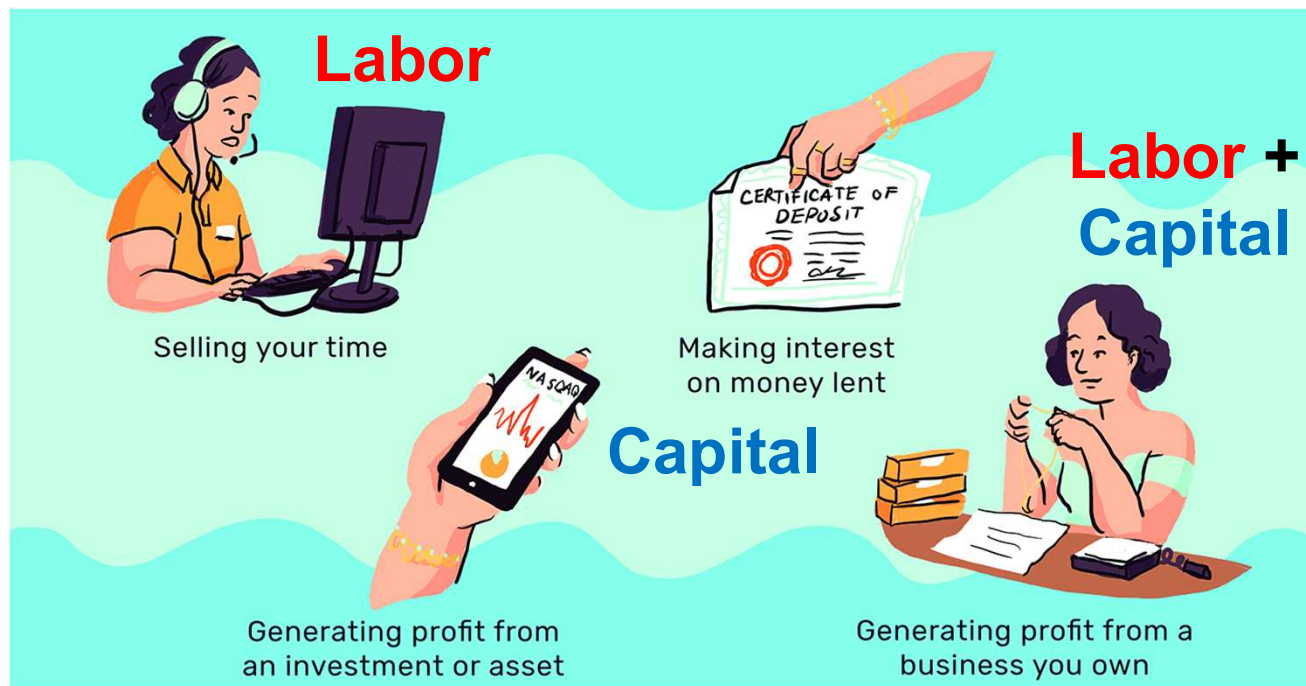 Labor
Selling your time
CERTIFICATE OF
DEPOSIT
Making interest
on money lent
Labor +
Capital
NASDAQ
Capital
Generating profit from
an investment or asset
Generating profit from a
business you own